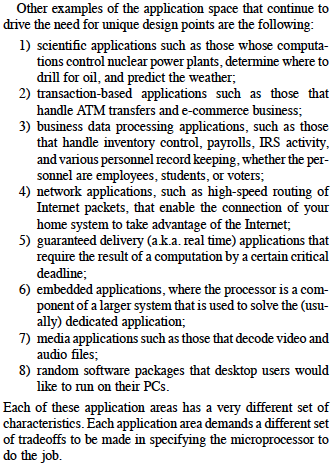 Other examples of the application space that continue to
drive the need for unique design points are the following:
1) scientific applications such as those whose computa-
tions control nuclear power plants, determine where to
drill for oil, and predict the weather;
2) transaction-based applications such as those that
handle ATM transfers and e-commerce business;
3) business data processing applications, such as those
that handle inventory control, payrolls, IRS activity,
and various personnel record keeping, whether the per-
sonnel are employees, students, or voters;
4) network applications, such as high-speed routing of
Internet packets, that enable the connection of your
home system to take advantage of the Internet;
5) guaranteed delivery (a.k.a. real time) applications that
require the result of a computation by a certain critical
deadline;
6) embedded applications, where the processor is a com-
ponent of a larger system that is used to solve the (usu-
ally) dedicated application;
7) media applications such as those that decode video and
audio files;
8) random software packages that desktop users would
like to run on their PCs.
Each of these application areas has a very different set of
characteristics. Each application area demands a different set
of tradeoffs to be made in specifying the microprocessor to
do the job.